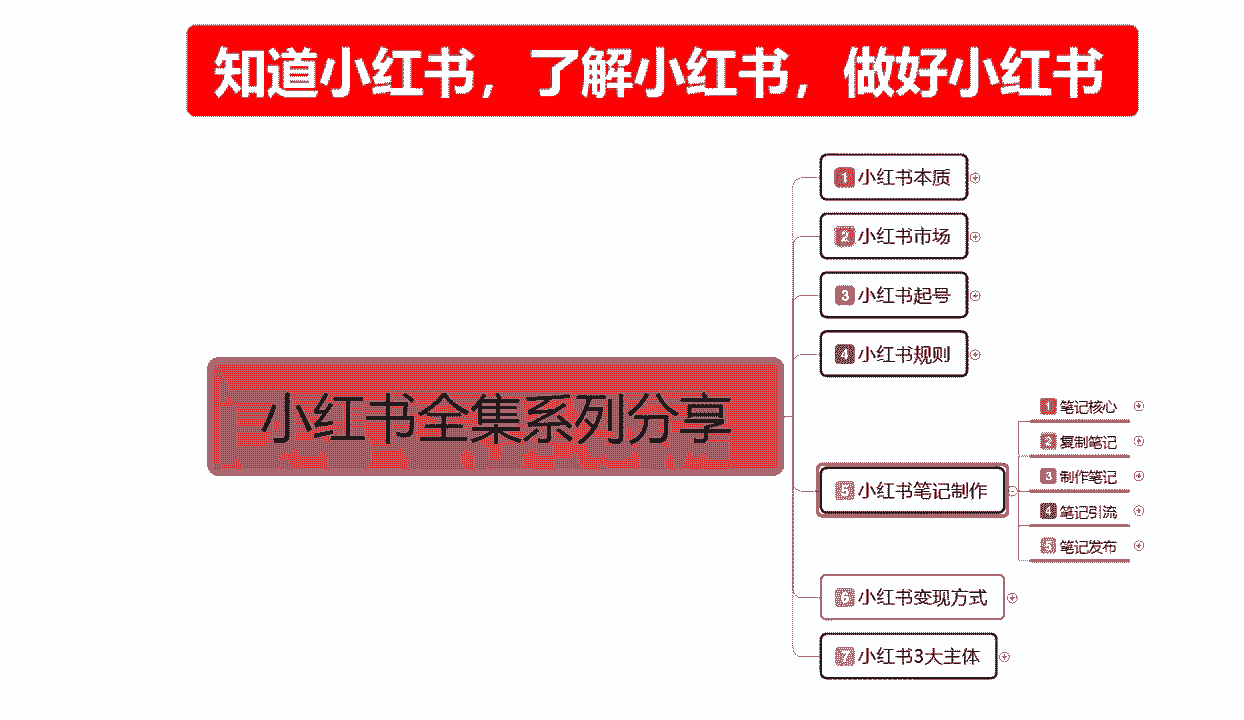 知道小红书，了解小红书，做好小红书
小红书全集系列分享
1 小红书本质
2 小红书市场
3 小红书起号
4 小红书规则
5 小红书笔记制作
1 笔记核心
2 复制笔记
3 制作笔记
4 笔记引流
5 笔记发布
6 小红书变现方式
7 小红书3大主体